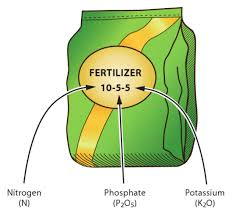 FERTILIZER
10-5-5
Nitrogen
(N)
Phosphate
(P₂O₅)
Potassium
(K₂O)